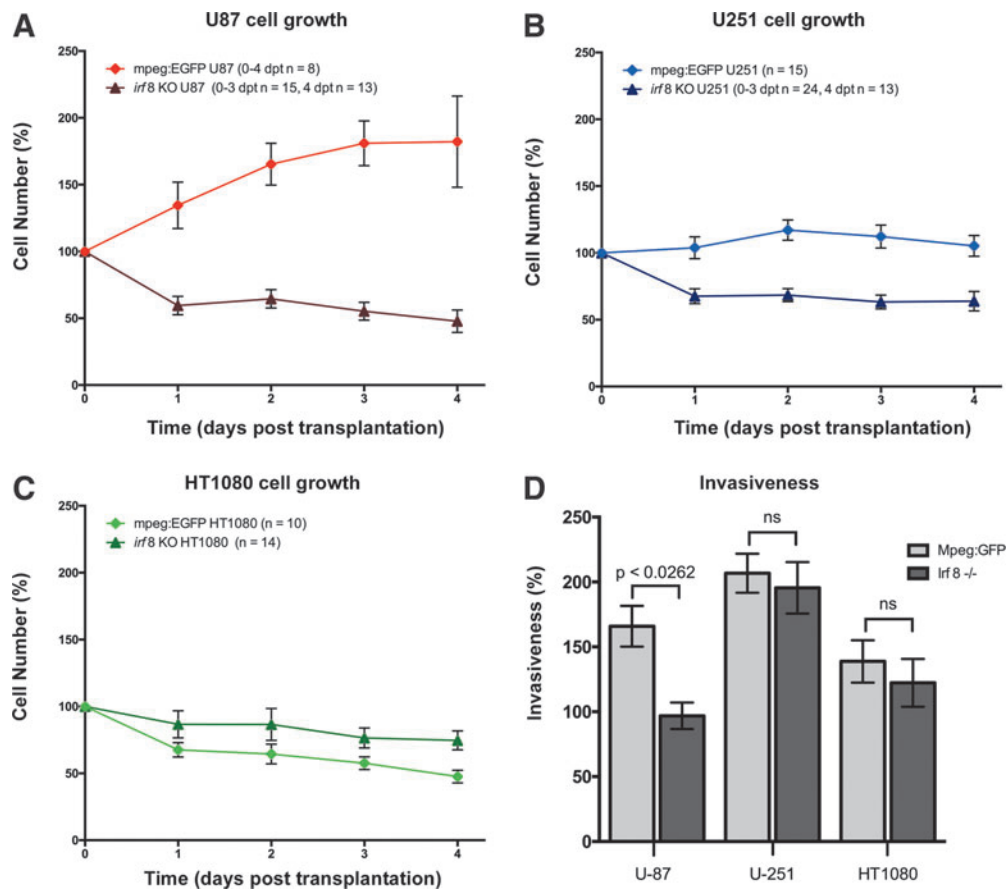 A
U87 cell growth
mpeg:EGFP U87 (0-4 dpt n = 8)
irf8 KO U87 (0-3 dpt n = 15, 4 dpt n = 13)
Cell Number (%)
250
200
150
100
50
0
0 1 2 3 4
Time (days post transplantation)
B
U251 cell growth
mpeg:EGFP U251 (n = 15)
irf8 KO U251 (0-3 dpt n = 24, 4 dpt n = 13)
Cell Number (%)
250
200
150
100
50
0
0 1 2 3 4
Time (days post transplantation)
C
HT1080 cell growth
mpeg:EGFP HT1080 (n = 10)
irf8 KO HT1080 (n = 14)
Cell Number (%)
250
200
150
100
50
0
0 1 2 3 4
Time (days post transplantation)
D
Invasiveness
Mpeg:GFP
Irf 8 -/-
p < 0.0262
ns
ns
Invasiveness (%)
250
200
150
100
50
0
U-87 U-251 HT1080